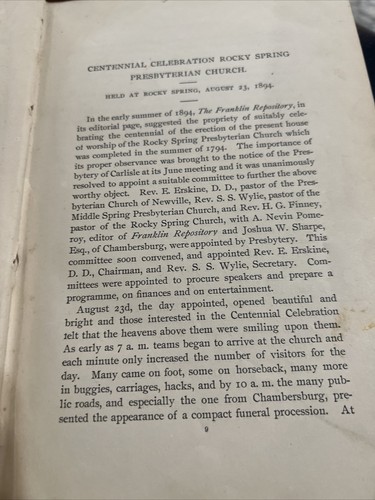 CENTENNIAL CELEBRATION ROCKY SPRING
PRESBYTERIAN CHURCH.
HELD AT ROCKY SPRING, AUGUST 23, 1894.
In the early summer of 1894, The Franklin Repository, in
its editorial page, suggested the propriety of suitably cele-
brating the centennial of the erection of the present house
of worship of the Rocky Spring Presbyterian Church which
was completed in the summer of 1794. The importance of
its proper observance was brought to the notice of the Pres-
bytery of Carlisle at its June meeting and it was unanimously
resolved to appoint a suitable committee to further the above
worthy object. Rev. E. Erskine, D. D., pastor of the Pres-
byterian Church of Newville, Rev. S. S. Wylie, pastor of the
Middle Spring Presbyterian Church, and Rev. H. G. Finney,
pastor of the Rocky Spring Church, with A. Nevin Pome-
roy, editor of Franklin Repository and Joshua W. Sharpe,
Esq., of Chambersburg, were appointed by Presbytery. This
committee soon convened, and appointed Rev. E. Erskine,
D. D., Chairman, and Rev. S. S. Wylie, Secretary. Com-
mittees were appointed to procure speakers and prepare a
programme, on finances and on entertainment.
August 23d, the day appointed, opened beautiful and
bright and those interested in the Centennial Celebration
felt that the heavens above them were smiling upon them.
As early as 7 a. m. teams began to arrive at the church and
each minute only increased the number of visitors for the
day. Many came on foot, some on horseback, many more
in buggies, carriages, hacks, and by 10 a. m. the many pub-
lic roads, and especially the one from Chambersburg, pre-
sented the appearance of a compact funeral procession. At
9